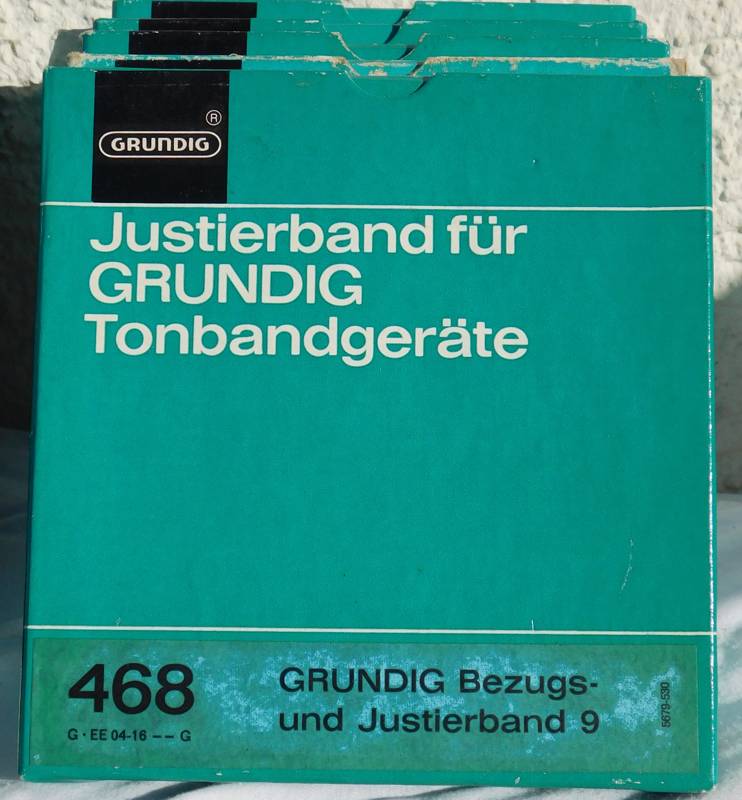 ®
GRUNDIG
Justierband für
GRUNDIG
Tonbandgeräte
468
G · EE 04-16 –– G
GRUNDIG Bezugs-
und Justierband 9
5679-530